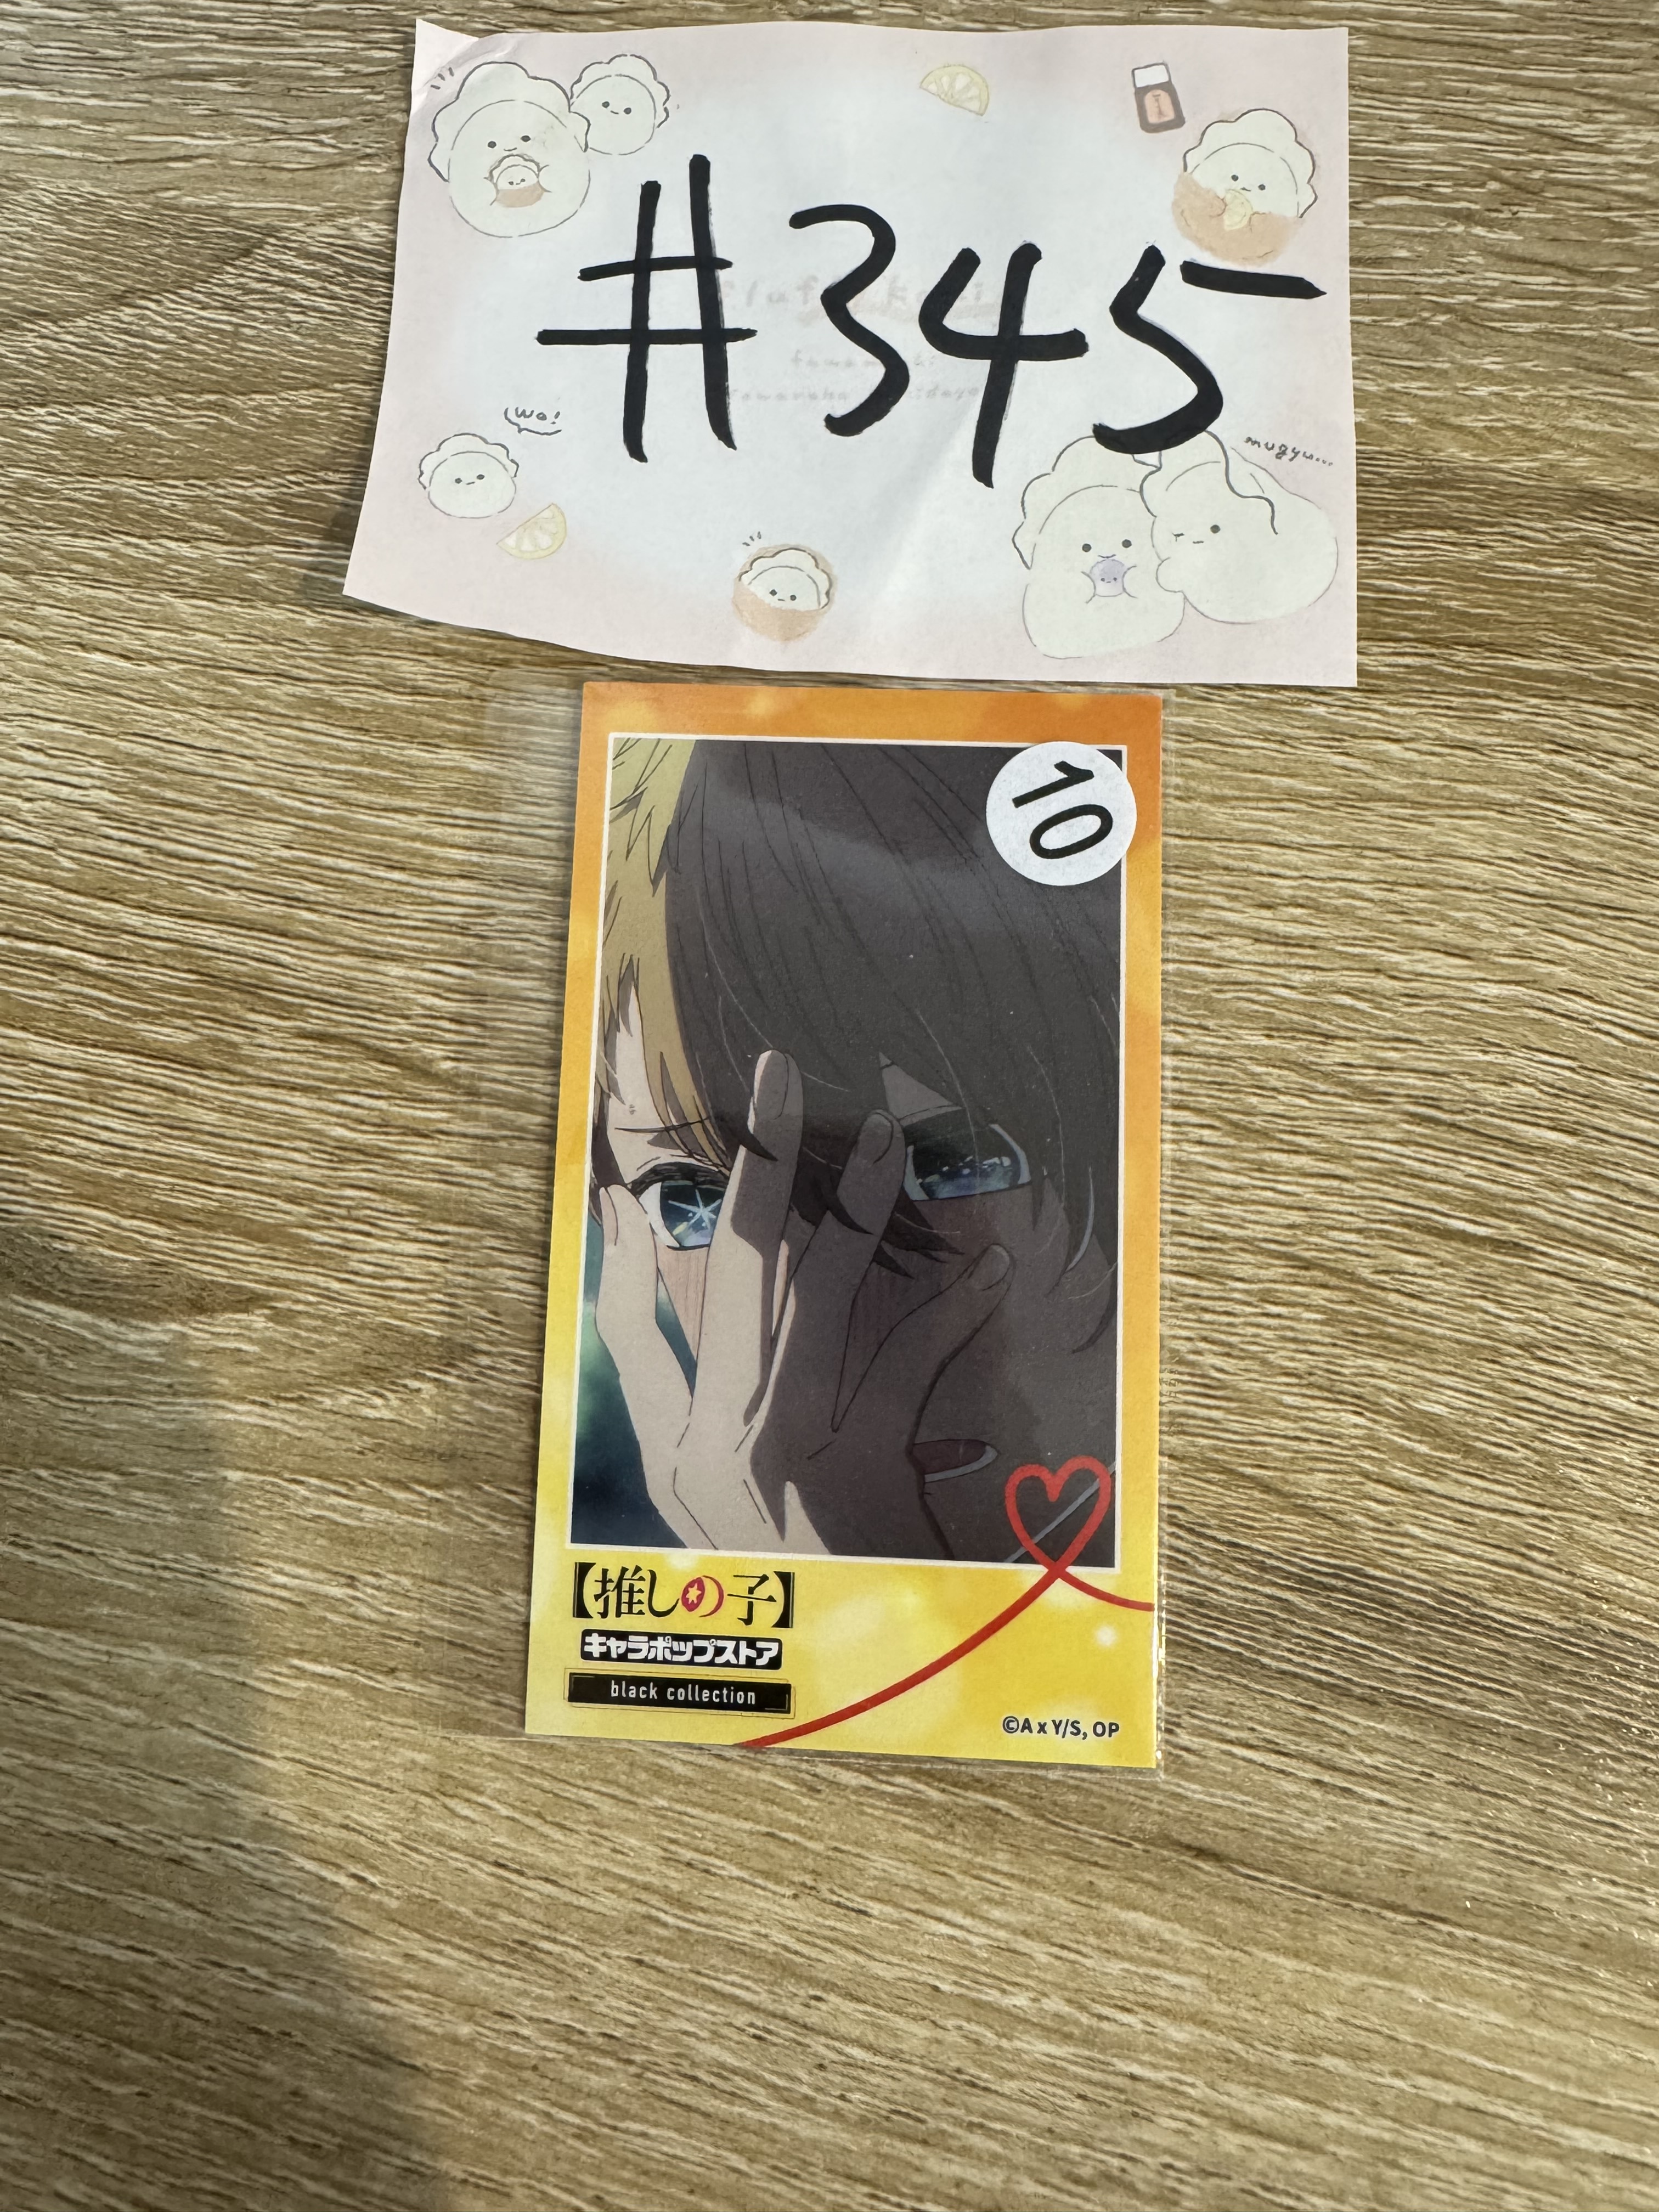 #345
wo!
mugyu...
10
【推しの子】
キャラポップストア
black collection
©AxY/S, OP